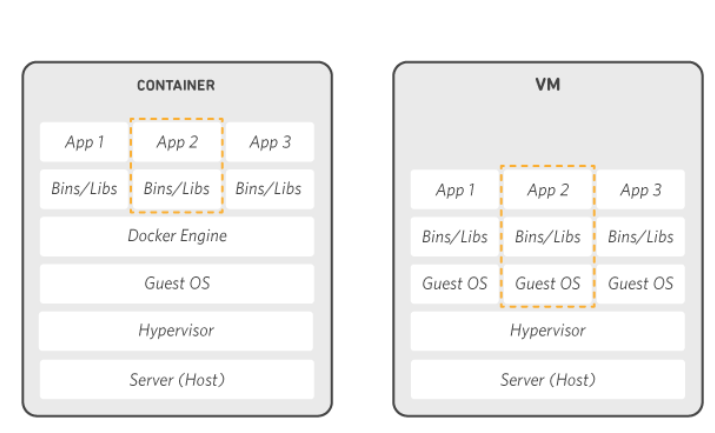 CONTAINER
App 1 App 2 App 3
Bins/Libs Bins/Libs Bins/Libs
Docker Engine
Guest OS
Hypervisor
Server (Host)
VM
App 1 App 2 App 3
Bins/Libs Bins/Libs Bins/Libs
Guest OS Guest OS Guest OS
Hypervisor
Server (Host)